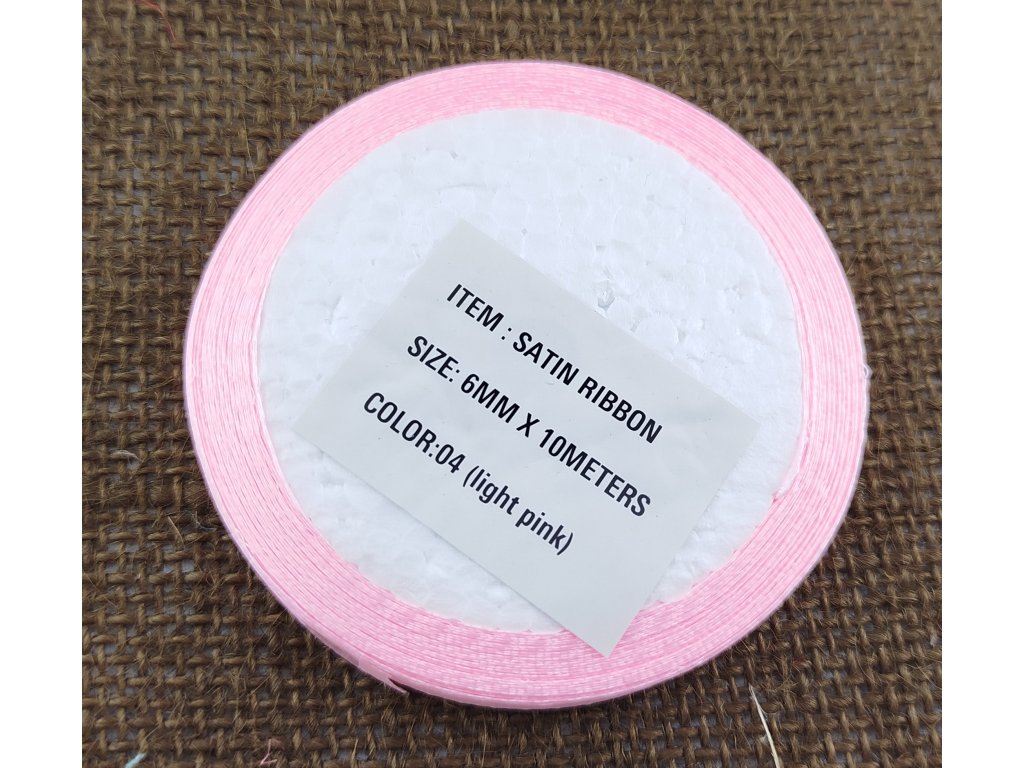 ITEM : SATIN RIBBON
SIZE: 6MM X 10METERS
COLOR:04 (light pink)